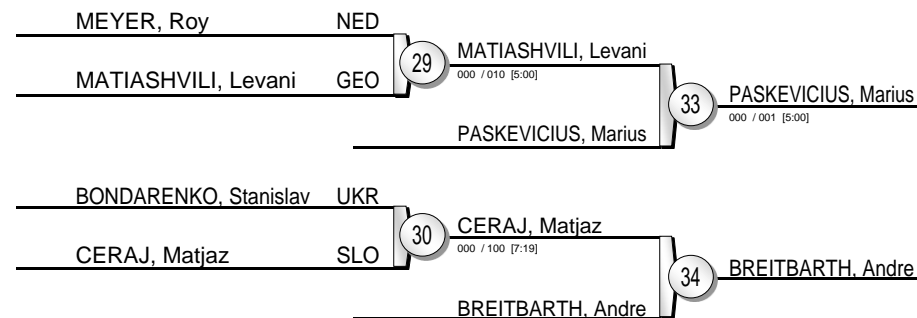 MEYER, Roy NED
MATIASHVILI, Levani GEO
29
MATIASHVILI, Levani
000 / 010 [5:00]
PASKEVICIUS, Marius
33
PASKEVICIUS, Marius
000 / 001 [5:00]
BONDARENKO, Stanislav UKR
CERAJ, Matjaz SLO
30
CERAJ, Matjaz
000 / 100 [7:19]
BREITBARTH, Andre
34
BREITBARTH, Andre